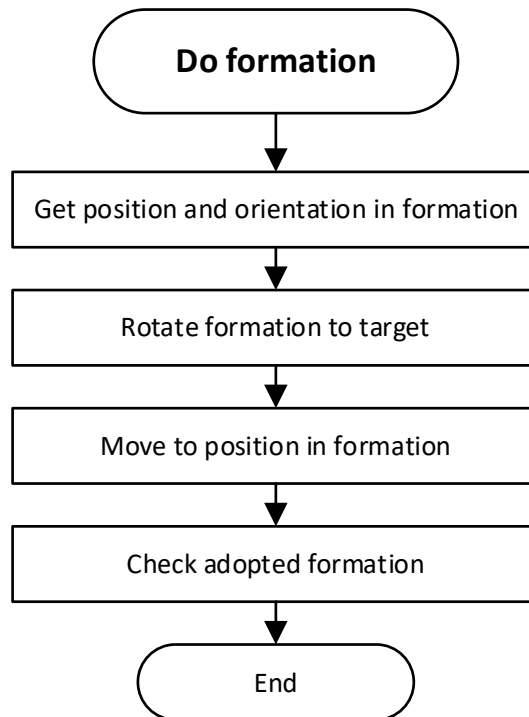 Do formation
Get position and orientation in formation
Rotate formation to target
Move to position in formation
Check adopted formation
End